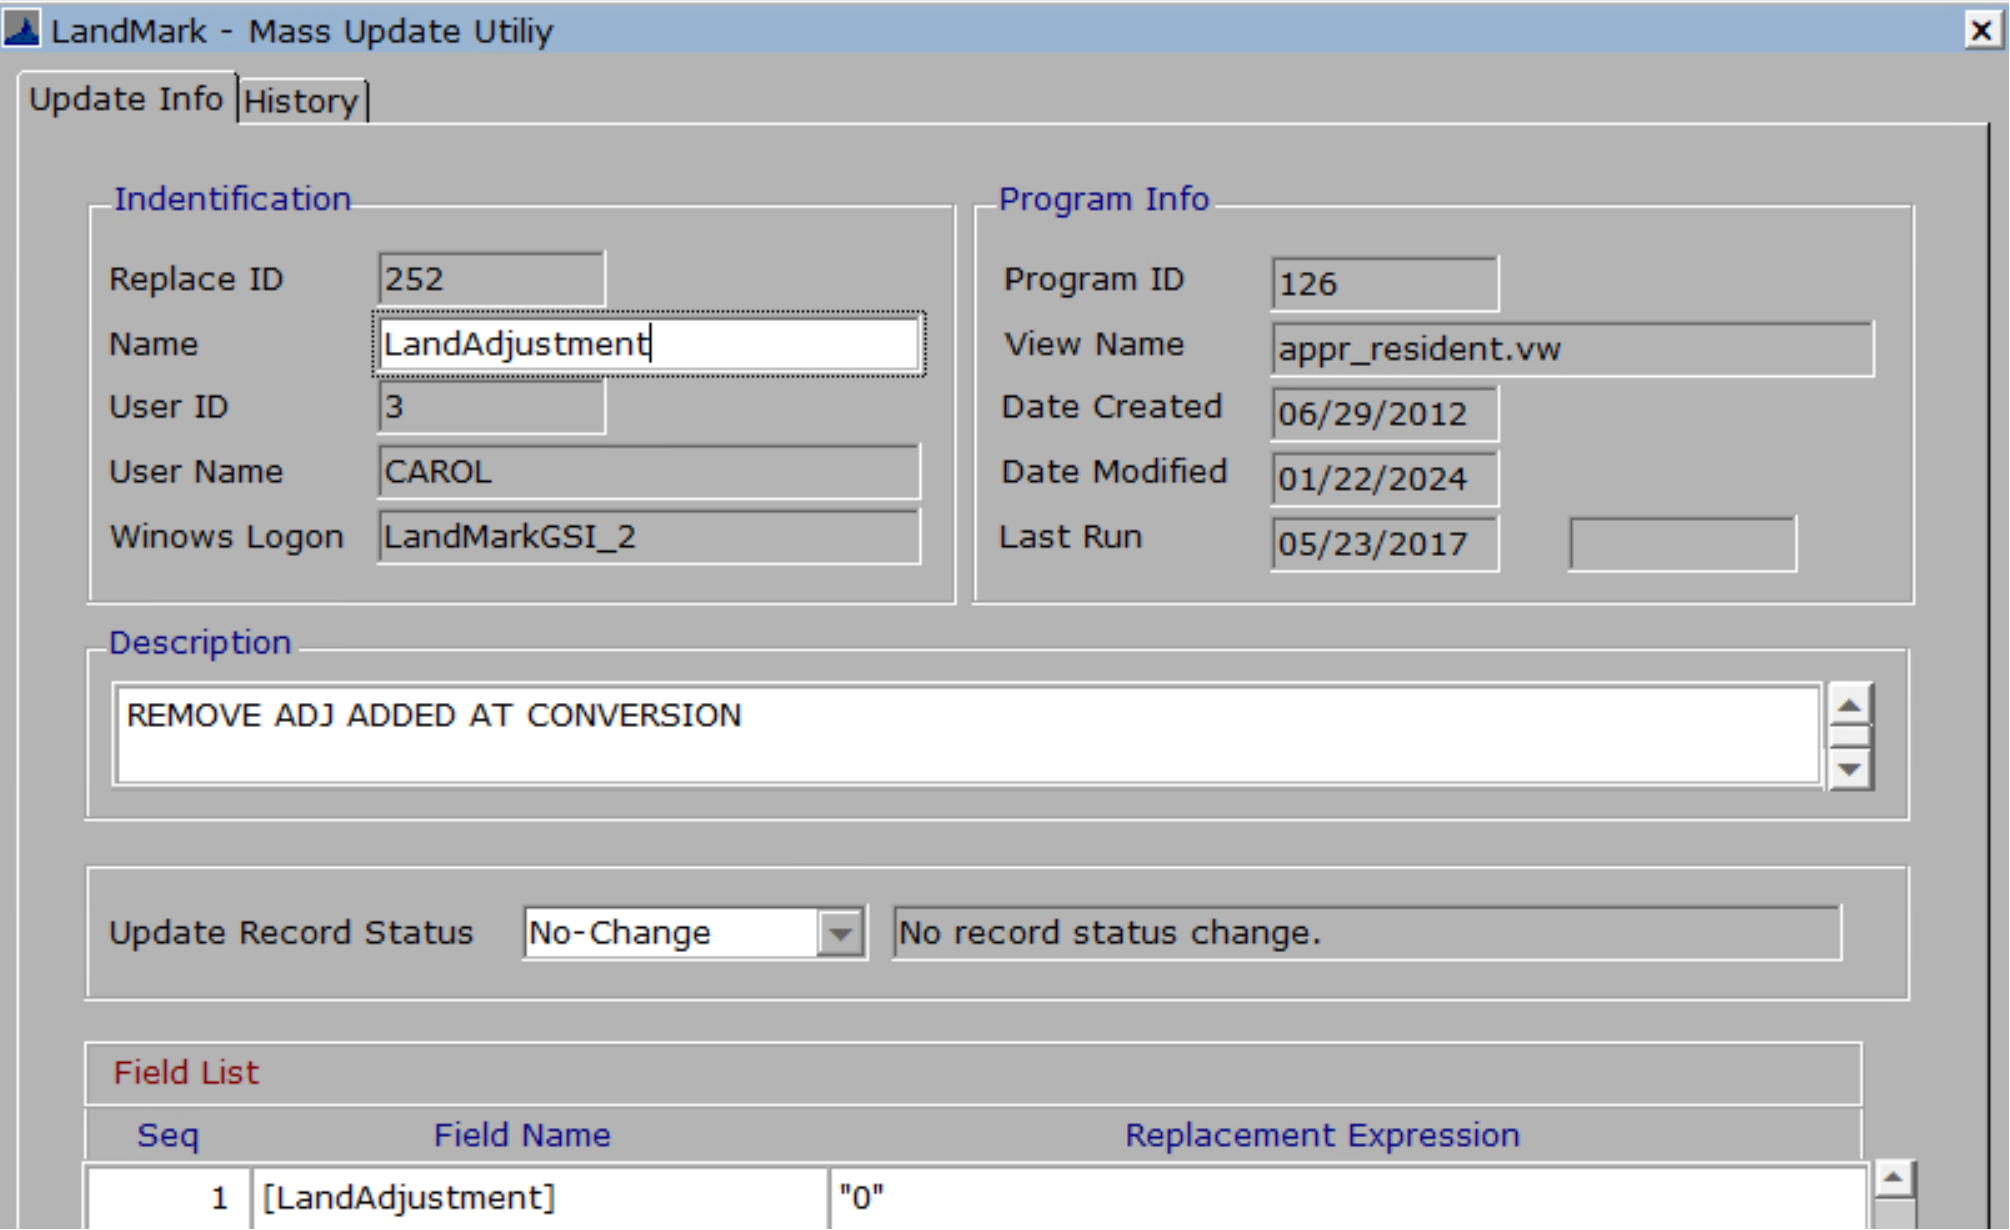 LandMark - Mass Update Utiliy
Update Info History
Indentification
Replace ID 252
Name LandAdjustment
User ID 3
User Name CAROL
Winows Logon LandMarkGSI_2
Program Info
Program ID 126
View Name appr_resident.vw
Date Created 06/29/2012
Date Modified 01/22/2024
Last Run 05/23/2017
Description
REMOVE ADJ ADDED AT CONVERSION
Update Record Status No-Change No record status change.
Field List
Seq Field Name Replacement Expression
1 [LandAdjustment] "0"